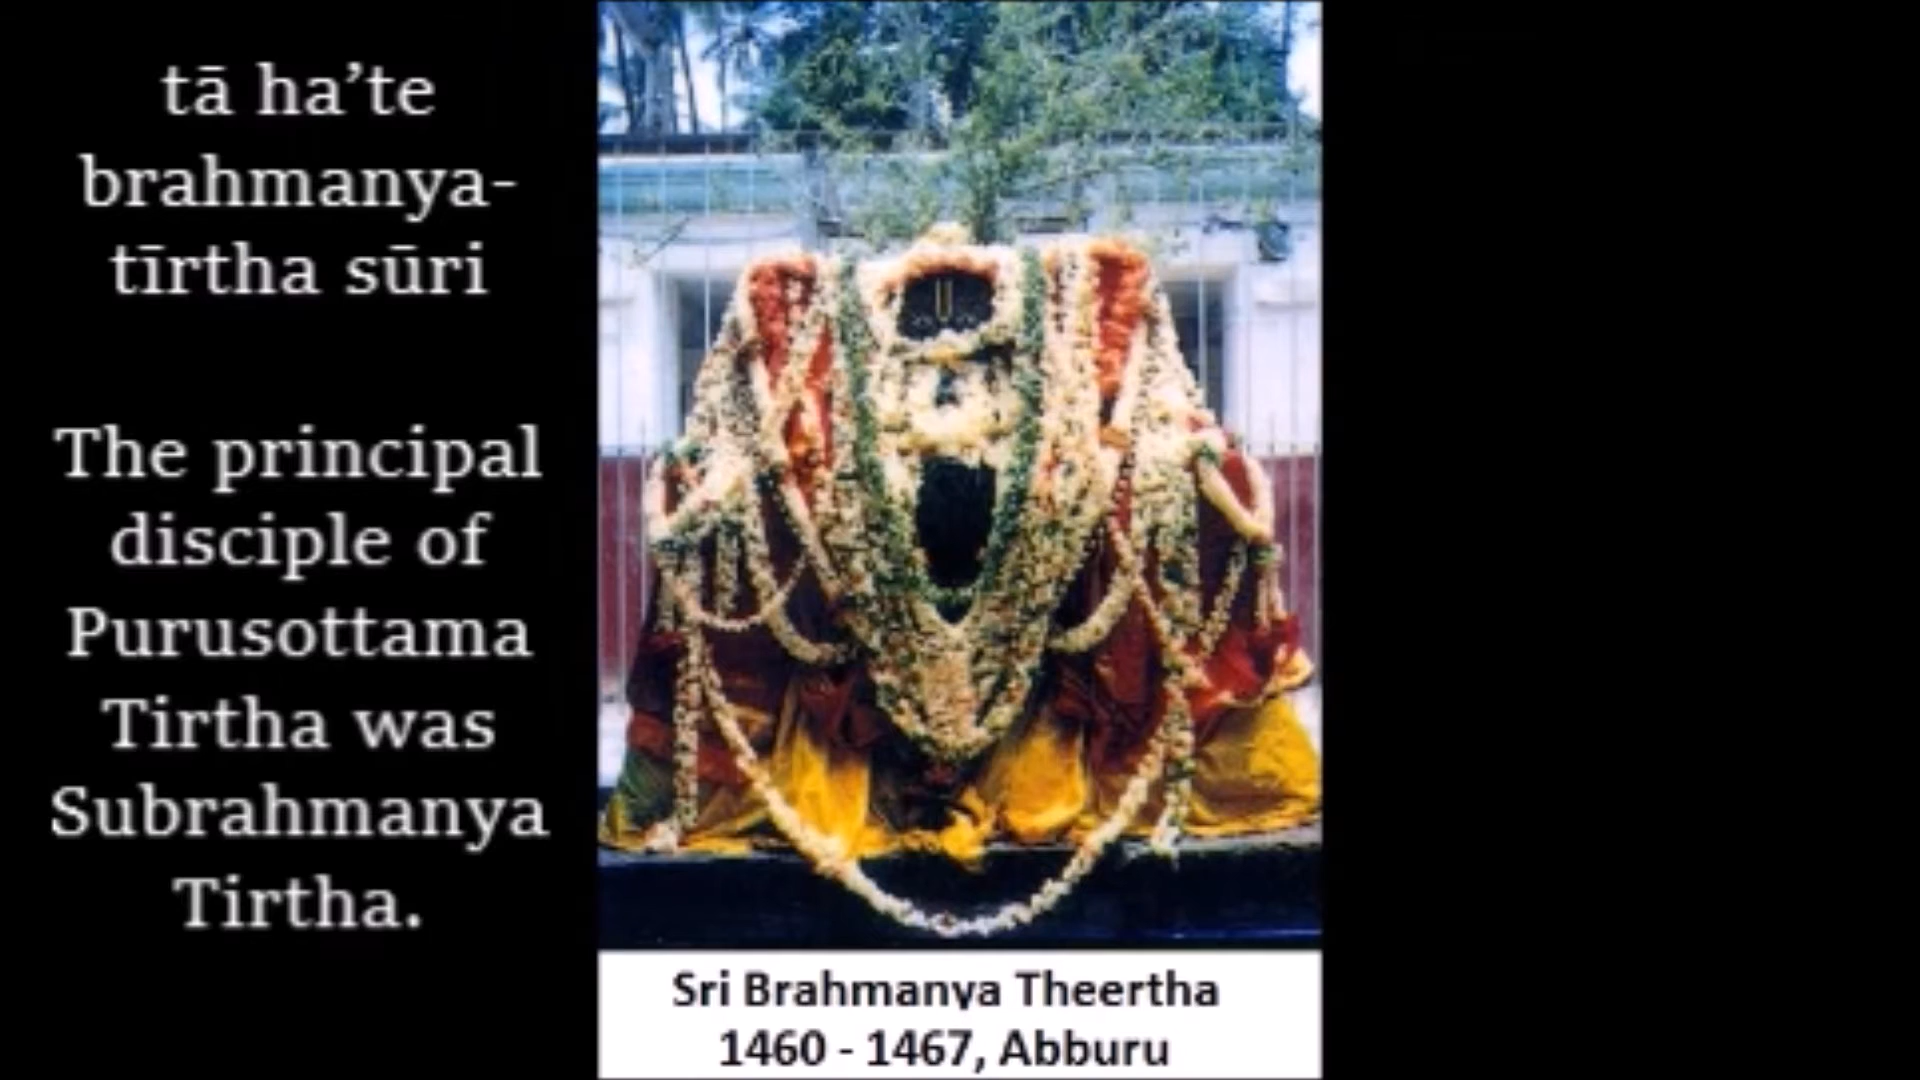 tā ha’te
brahmanya-
tīrtha sūri
The principal
disciple of
Purusottama
Tirtha was
Subrahmanya
Tirtha.
Sri Brahmanya Theertha
1460 - 1467, Abburu